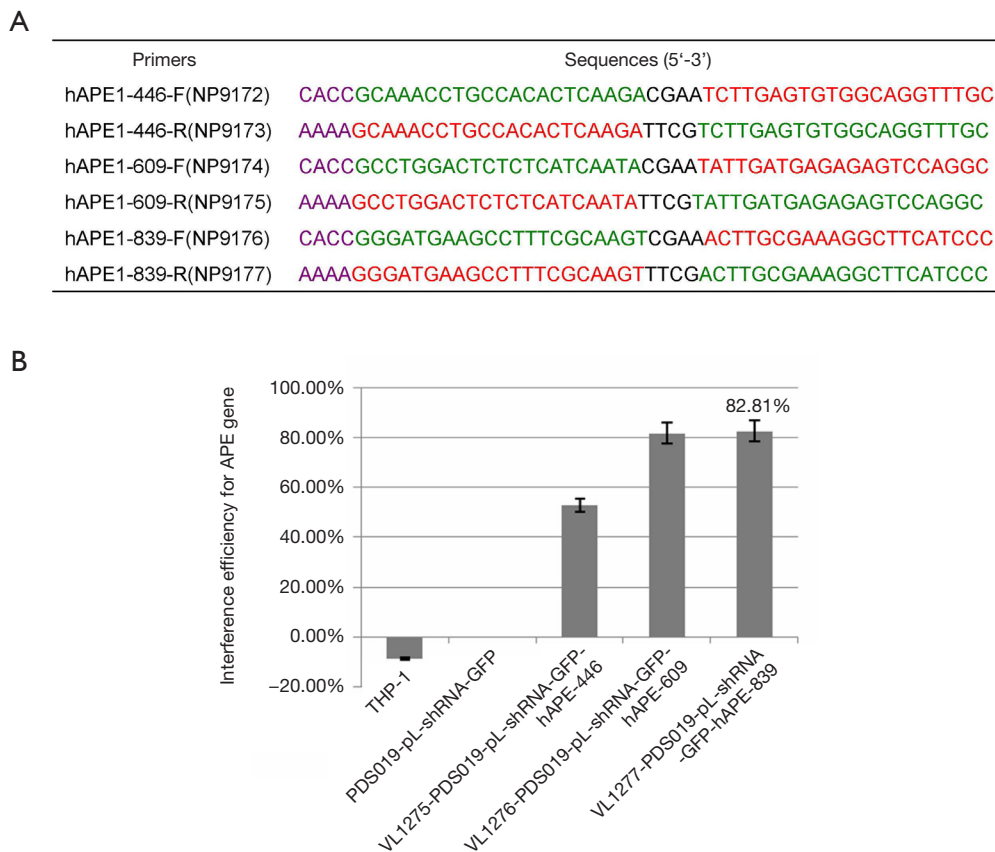 A
Primers Sequences (5‘-3’)
hAPE1-446-F(NP9172) CACCGCAAACCTGCCACACTCAAGACGAATCTTGAGTGTGGCAGGTTTGC
hAPE1-446-R(NP9173) AAAAGCAAACCTGCCACACTCAAGATTCGTCTTGAGTGTGGCAGGTTTGC
hAPE1-609-F(NP9174) CACCGCCTGGACTCTCTCATCAATACGAATATTGATGAGAGAGTCCAGGC
hAPE1-609-R(NP9175) AAAAGCCTGGACTCTCTCATCAATATTCGTATTGATGAGAGAGTCCAGGC
hAPE1-839-F(NP9176) CACCGGGATGAAGCCTTTCGCAAGTCGAAACTTGCGAAAGGCTTCATCCC
hAPE1-839-R(NP9177) AAAAGGGATGAAGCCTTTCGCAAGTTTCGACTTGCGAAAGGCTTCATCCC
B
Interference efficiency for APE gene
100.00%
80.00%
60.00%
40.00%
20.00%
0.00%
−20.00%
82.81%
THP-1
PDS019-pL-shRNA-GFP
VL1275-PDS019-pL-shRNA-GFP-
hAPE-446
VL1276-PDS019-pL-shRNA-GFP-
hAPE-609
VL1277-PDS019-pL-shRNA
-GFP-hAPE-839